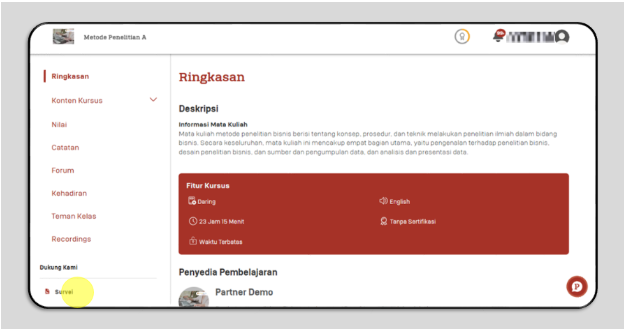 Metode Penelitian A
Ringkasan
Konten Kursus
Nilai
Catatan
Forum
Kehadiran
Teman Kelas
Recordings
Dukung Kami
Survei
Ringkasan
Deskripsi
Informasi Mata Kuliah
Mata kuliah metode penelitian bisnis berisi tentang konsep, prosedur, dan teknik melakukan penelitian ilmiah dalam bidang
bisnis. Secara keseluruhan, mata kuliah ini mencakup empat bagian utama, yaitu pengenalan terhadap penelitian bisnis,
desain penelitian bisnis, dan sumber dan pengumpulan data, dan analisis dan presentasi data.
Fitur Kursus
Daring
English
23 Jam 15 Menit
Tanpa Sertifikasi
Waktu Terbatas
Penyedia Pembelajaran
Partner Demo
P